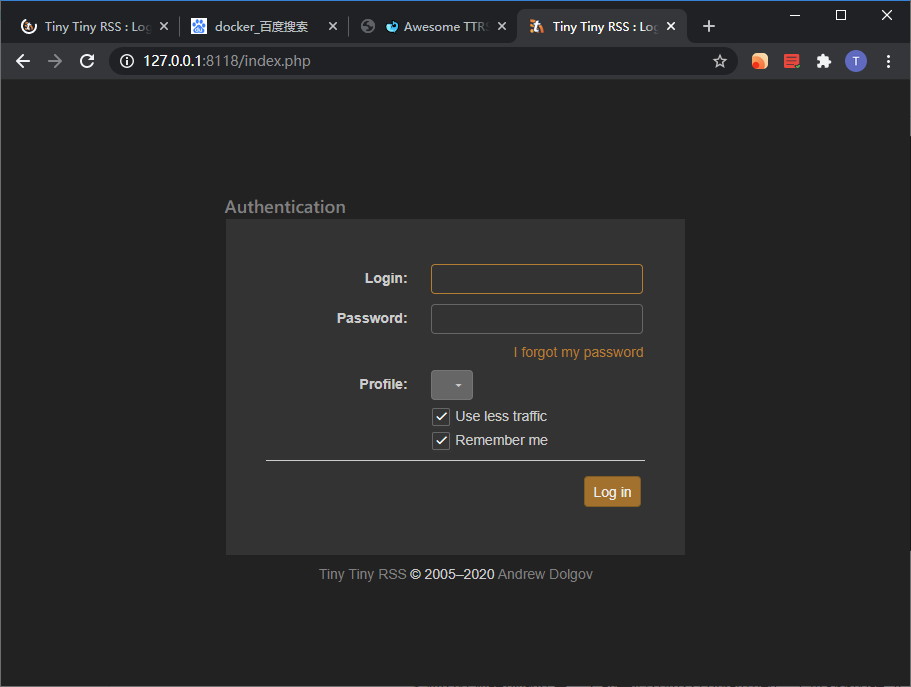 Tiny Tiny RSS : Log
docker_百度搜索
Awesome TTRS
Tiny Tiny RSS : Log
127.0.0.1:8118/index.php
T
Authentication
Login:
Password:
I forgot my password
Profile:
Use less traffic
Remember me
Log in
Tiny Tiny RSS © 2005–2020 Andrew Dolgov